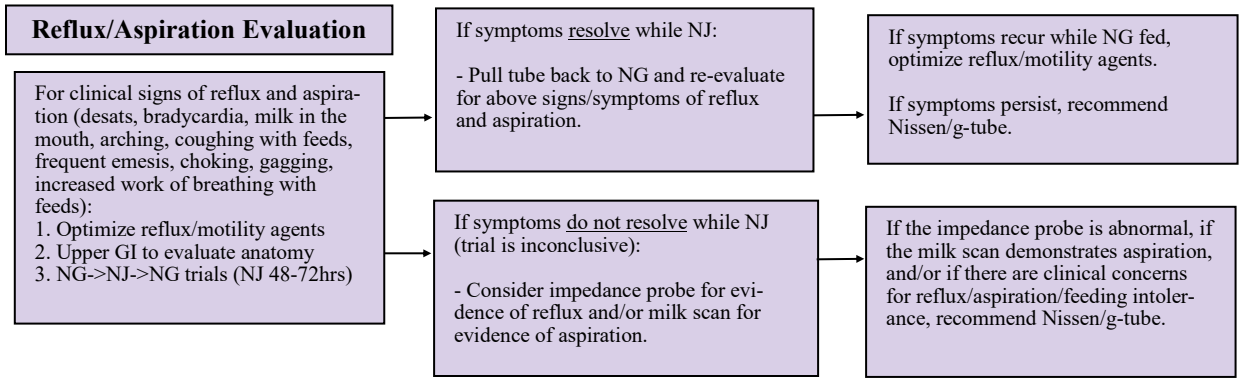 Reflux/Aspiration Evaluation
For clinical signs of reflux and aspira-
tion (desats, bradycardia, milk in the
mouth, arching, coughing with feeds,
frequent emesis, choking, gagging,
increased work of breathing with
feeds):
1. Optimize reflux/motility agents
2. Upper GI to evaluate anatomy
3. NG->NJ->NG trials (NJ 48-72hrs)
If symptoms resolve while NJ:
- Pull tube back to NG and re-evaluate
for above signs/symptoms of reflux
and aspiration.
If symptoms recur while NG fed,
optimize reflux/motility agents.
If symptoms persist, recommend
Nissen/g-tube.
If symptoms do not resolve while NJ
(trial is inconclusive):
- Consider impedance probe for evi-
dence of reflux and/or milk scan for
evidence of aspiration.
If the impedance probe is abnormal, if
the milk scan demonstrates aspiration,
and/or if there are clinical concerns
for reflux/aspiration/feeding intoler-
ance, recommend Nissen/g-tube.